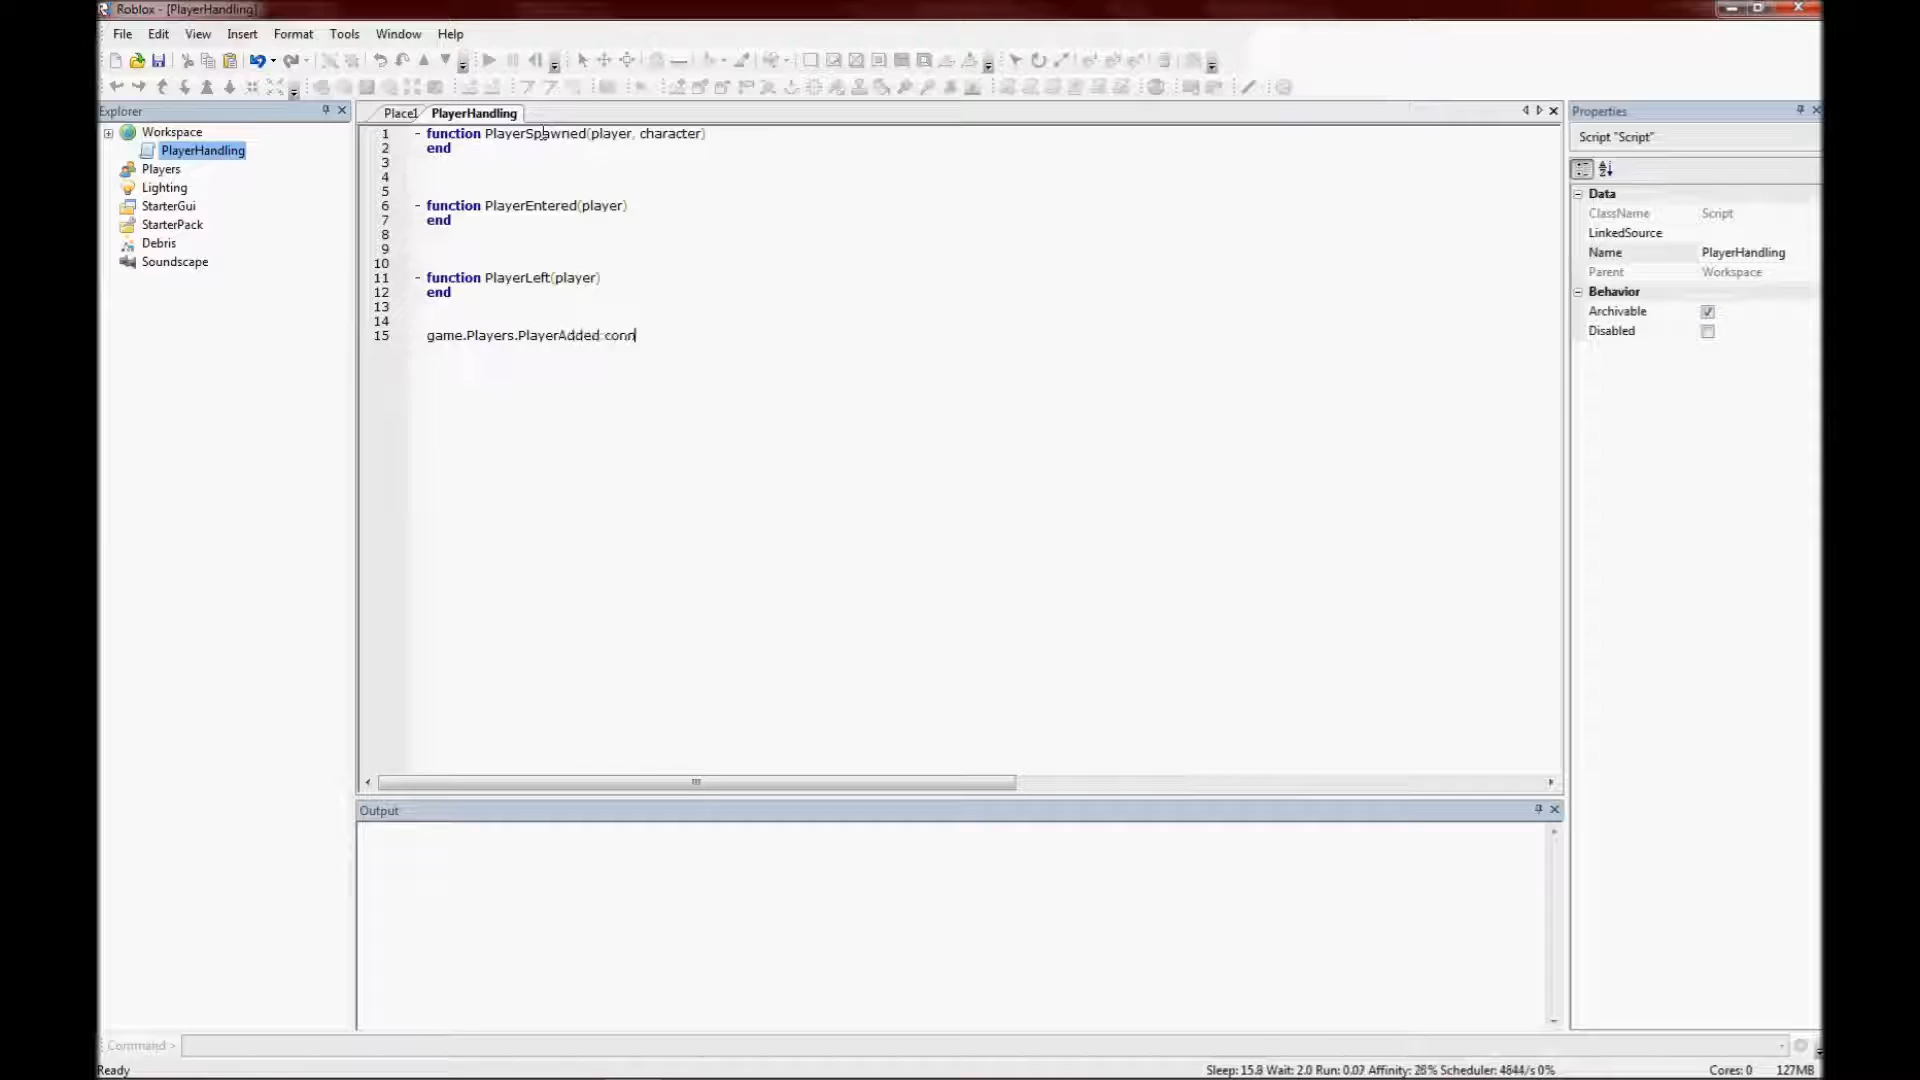 Roblox - [PlayerHandling]
File Edit View Insert Format Tools Window Help
Explorer
Workspace
PlayerHandling
Players
Lighting
StarterGui
StarterPack
Debris
Soundscape
Place1 PlayerHandling
1 - function PlayerSpawned(player, character)
2 end
3
4
5
6 - function PlayerEntered(player)
7 end
8
9
10
11 - function PlayerLeft(player)
12 end
13
14
15 game.Players.PlayerAdded:conn
Output
Properties
Script "Script"
Data
ClassName Script
LinkedSource
Name PlayerHandling
Parent Workspace
Behavior
Archivable
Disabled
Command >
Ready
Sleep: 15.8 Wait: 2.0 Run: 0.07 Affinity: 26% Scheduler: 4844/s 0% Cores: 0 127MB